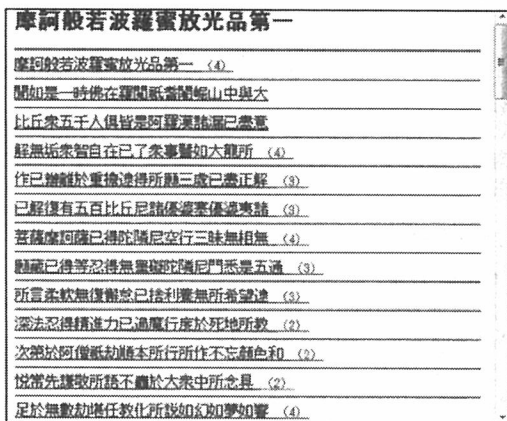 摩訶般若波羅蜜放光品第一
摩訶般若波羅蜜放光品第一 (4)
聞如是一時佛在羅閱祇耆闍崛山中與大
比丘衆五千人俱皆是阿羅漢諸漏已盡意
解無垢衆智自在已了衆事譬如大龍所 (4)
作已辦離於重擔逮得所願三處已盡正解 (3)
已解復有五百比丘尼諸優婆塞優婆夷諸 (3)
菩薩摩訶薩已得陀隣尼空行三昧無相無 (4)
願藏已得等忍得無罣礙陀隣尼門悉是五通 (3)
所言柔軟無復懈怠已捨利養無所希望逮 (3)
深法忍得精進力已過魔行度於死地所教 (2)
次第於阿僧祇劫順本所行所作不忘顏色和 (2)
悅常先謙敬所語不麤於大衆中所念具 (2)
足於無數劫堪任教化所說如幻如夢如響 (4)